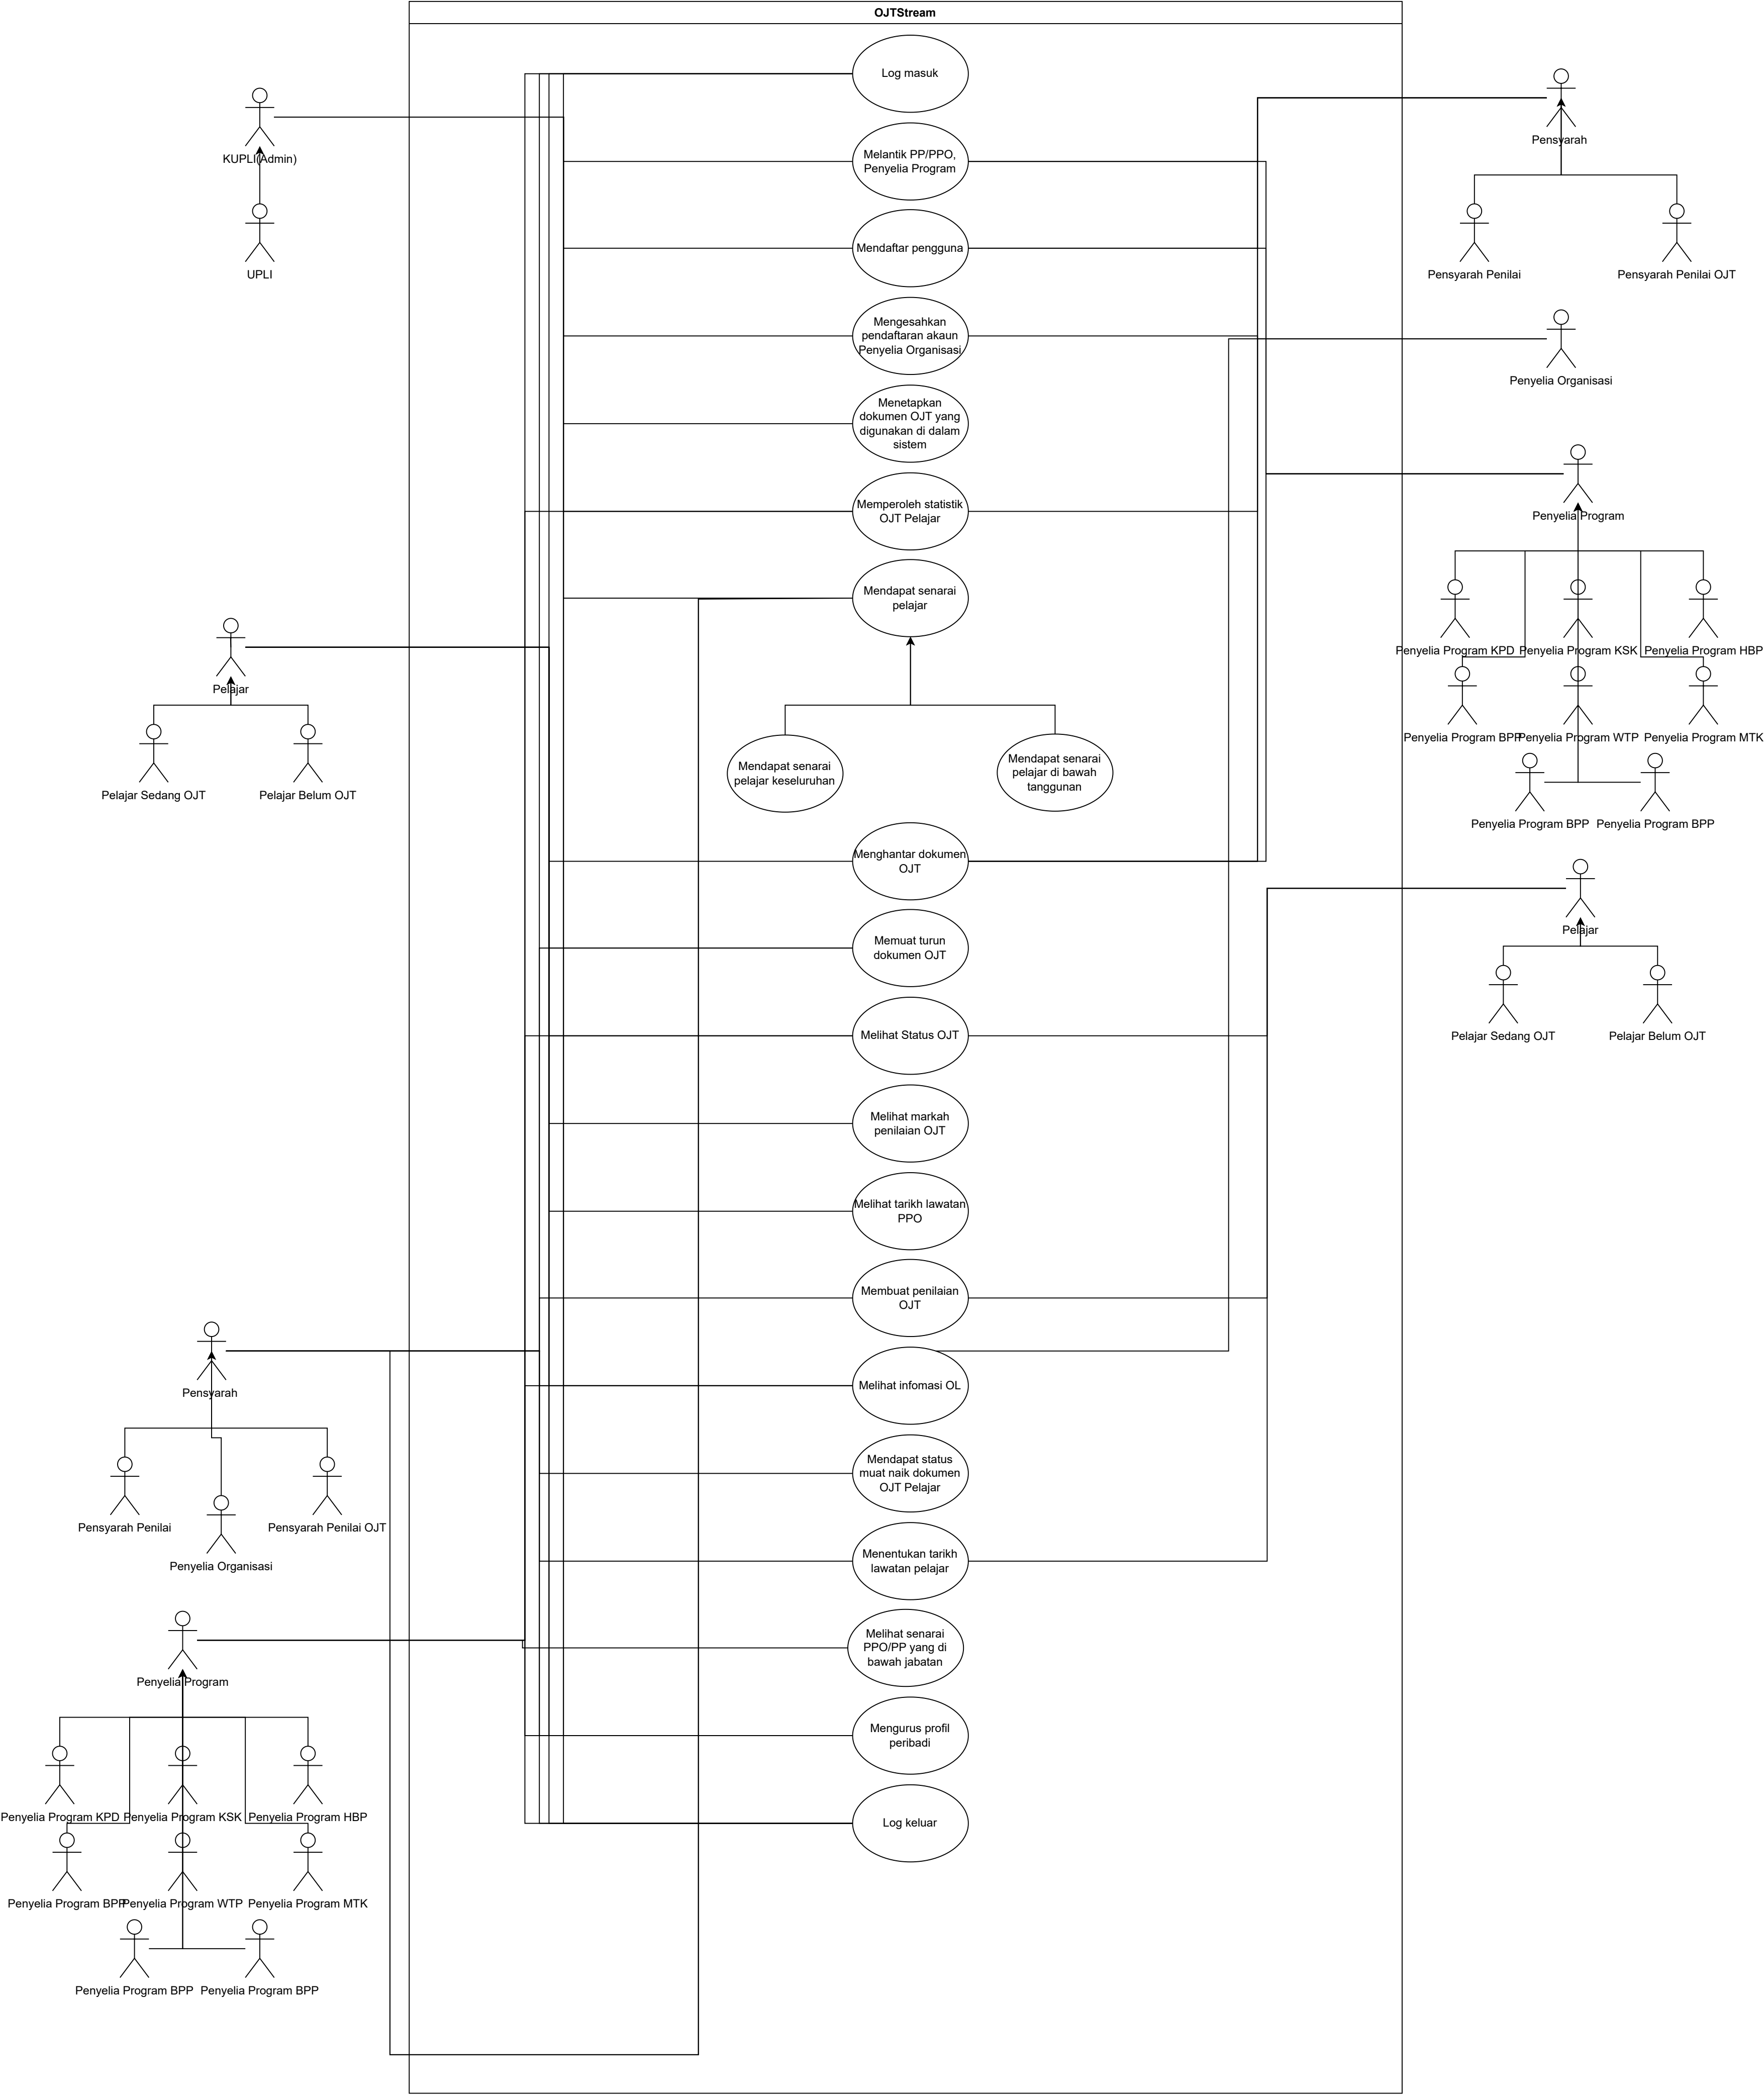 OJTStream
Log masuk
Melantik PP/PPO,
Penyelia Program
Mendaftar pengguna
Mengesahkan
pendaftaran akaun
Penyelia Organisasi
Menetapkan
dokumen OJT yang
digunakan di dalam
sistem
Memperoleh statistik
OJT Pelajar
Mendapat senarai
pelajar
Mendapat senarai
pelajar keseluruhan
Mendapat senarai
pelajar di bawah
tanggunan
Menghantar dokumen
OJT
Memuat turun
dokumen OJT
Melihat Status OJT
Melihat markah
penilaian OJT
Melihat tarikh lawatan
PPO
Membuat penilaian
OJT
Melihat infomasi OL
Mendapat status
muat naik dokumen
OJT Pelajar
Menentukan tarikh
lawatan pelajar
Melihat senarai
PPO/PP yang di
bawah jabatan
Mengurus profil
peribadi
Log keluar
KUPLI(Admin)
UPLI
Pelajar
Pelajar Sedang OJT
Pelajar Belum OJT
Pensyarah
Pensyarah Penilai
Pensyarah Penilai OJT
Penyelia Organisasi
Penyelia Program
Penyelia Program KPD
Penyelia Program KSK
Penyelia Program HBP
Penyelia Program BPP
Penyelia Program WTP
Penyelia Program MTK
Penyelia Program BPP
Penyelia Program BPP
Pensyarah
Pensyarah Penilai
Pensyarah Penilai OJT
Penyelia Organisasi
Penyelia Program
Penyelia Program KPD
Penyelia Program KSK
Penyelia Program HBP
Penyelia Program BPP
Penyelia Program WTP
Penyelia Program MTK
Penyelia Program BPP
Penyelia Program BPP
Pelajar
Pelajar Sedang OJT
Pelajar Belum OJT